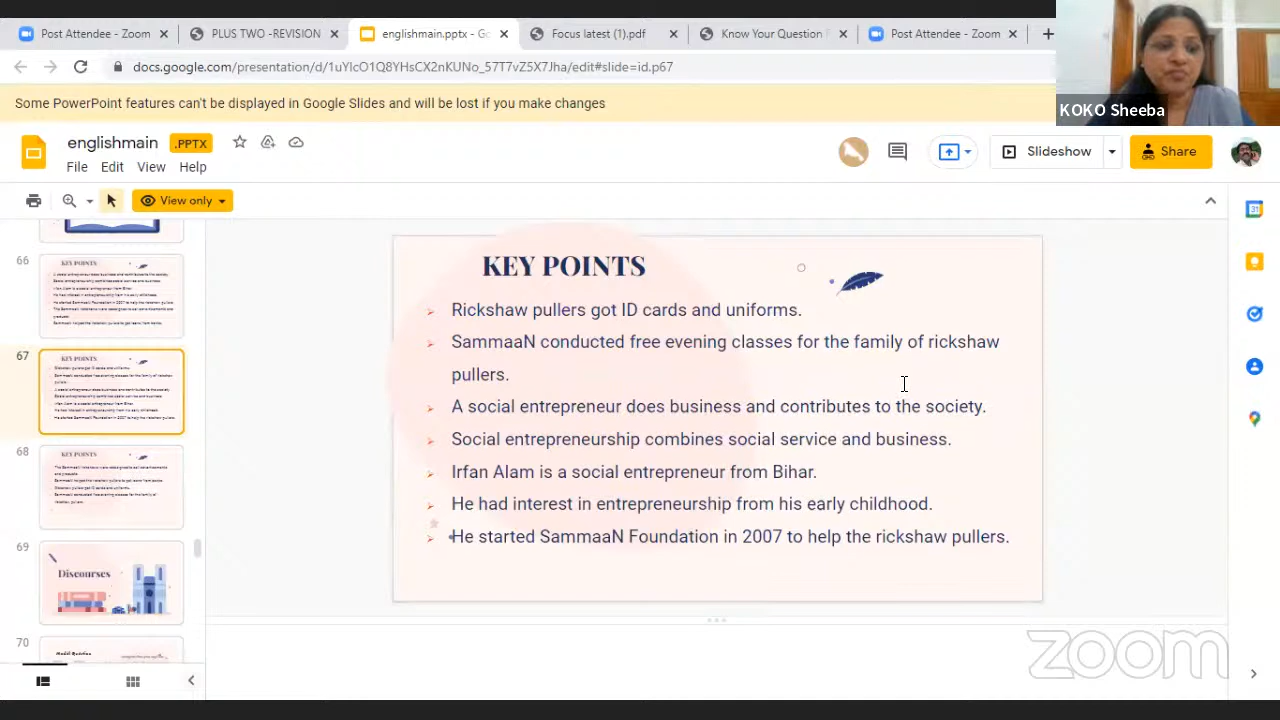 Post Attendee - Zoom
PLUS TWO -REVISION
englishmain.pptx - Go
Focus latest (1).pdf
Know Your Question
Post Attendee - Zoom
docs.google.com/presentation/d/1uYlcO1Q8YHsCX2nKUNo_57T7vZ5X7Jha/edit#slide=id.p67
KOKO Sheeba
Some PowerPoint features can't be displayed in Google Slides and will be lost if you make changes
englishmain .PPTX
File Edit View Help
Slideshow
Share
View only
31
66
KEY POINTS
67
KEY POINTS
68
KEY POINTS
69
Discourses
70
Model Question
KEY POINTS
Rickshaw pullers got ID cards and uniforms.
SammaaN conducted free evening classes for the family of rickshaw
pullers.
A social entrepreneur does business and contributes to the society.
Social entrepreneurship combines social service and business.
Irfan Alam is a social entrepreneur from Bihar.
He had interest in entrepreneurship from his early childhood.
He started SammaaN Foundation in 2007 to help the rickshaw pullers.
zoom